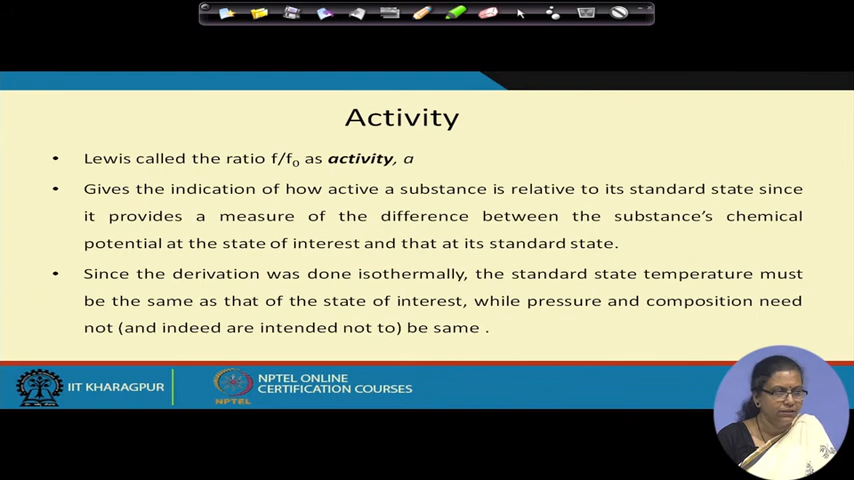 Activity
• Lewis called the ratio f/f₀ as activity, a
• Gives the indication of how active a substance is relative to its standard state since
it provides a measure of the difference between the substance's chemical
potential at the state of interest and that at its standard state.
• Since the derivation was done isothermally, the standard state temperature must
be the same as that of the state of interest, while pressure and composition need
not (and indeed are intended not to) be same .
IIT KHARAGPUR
NPTEL
NPTEL ONLINE
CERTIFICATION COURSES